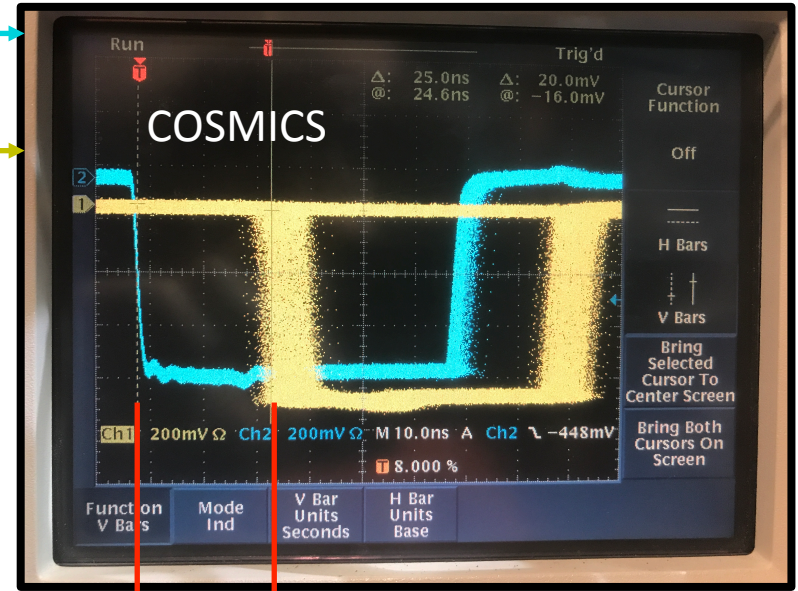 Run Trig'd
T
Δ: 25.0ns Δ: 20.0mV
@: 24.6ns @: -16.0mV
Cursor
Function
COSMICS
Off
2
1
H Bars
V Bars
Bring
Selected
Cursor To
Center Screen
Ch1 200mVΩ Ch2 200mVΩ M 10.0ns A Ch2 -448mV
T 8.000 %
Bring Both
Cursors On
Screen
Function
V Bars
Mode
Ind
V Bar
Units
Seconds
H Bar
Units
Base